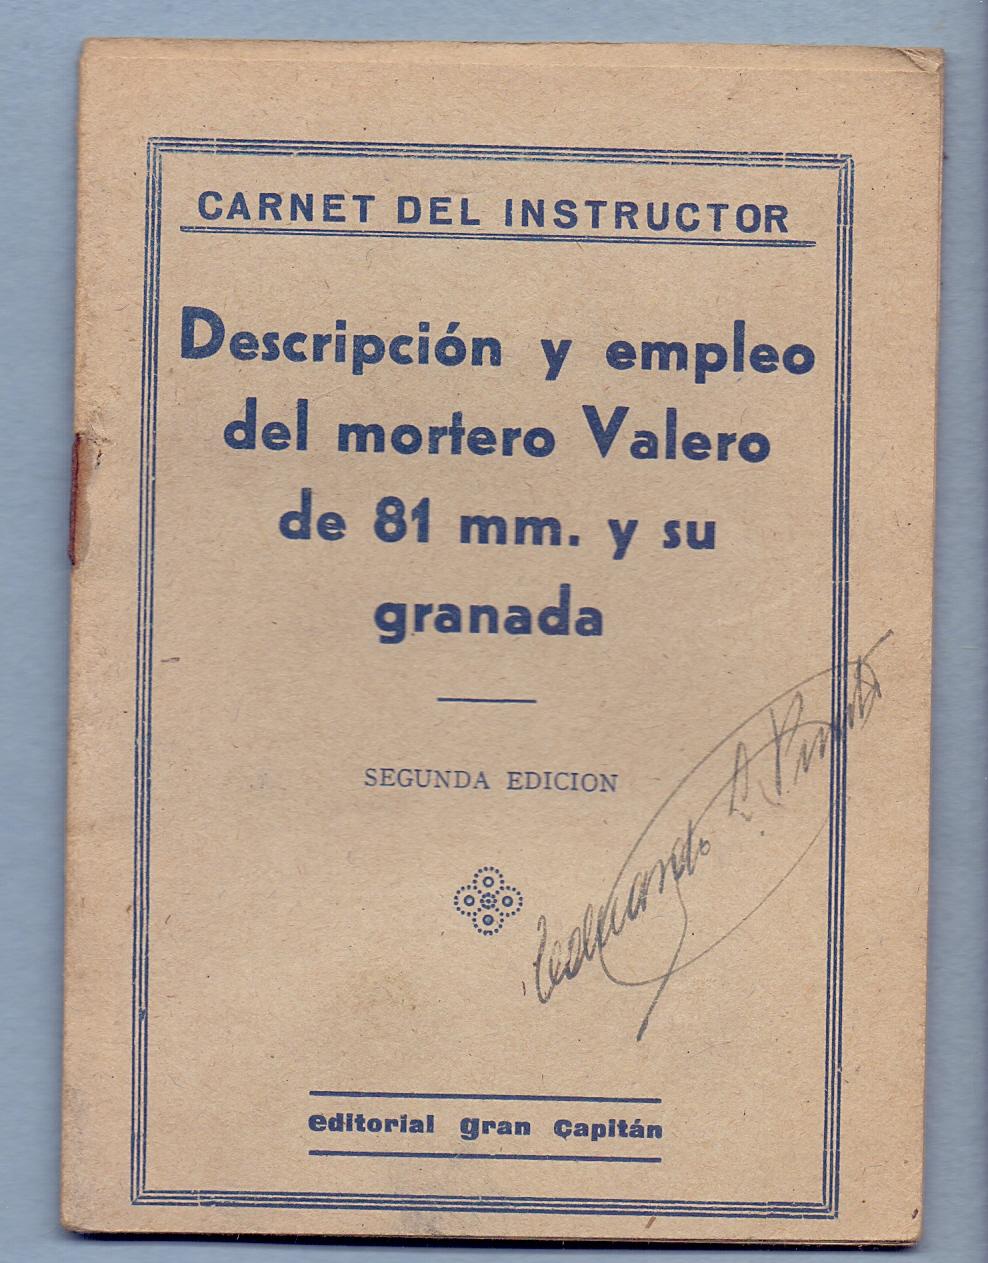 CARNET DEL INSTRUCTOR
Descripción y empleo
del mortero Valero
de 81 mm. y su
granada
SEGUNDA EDICION
editorial gran Capitán